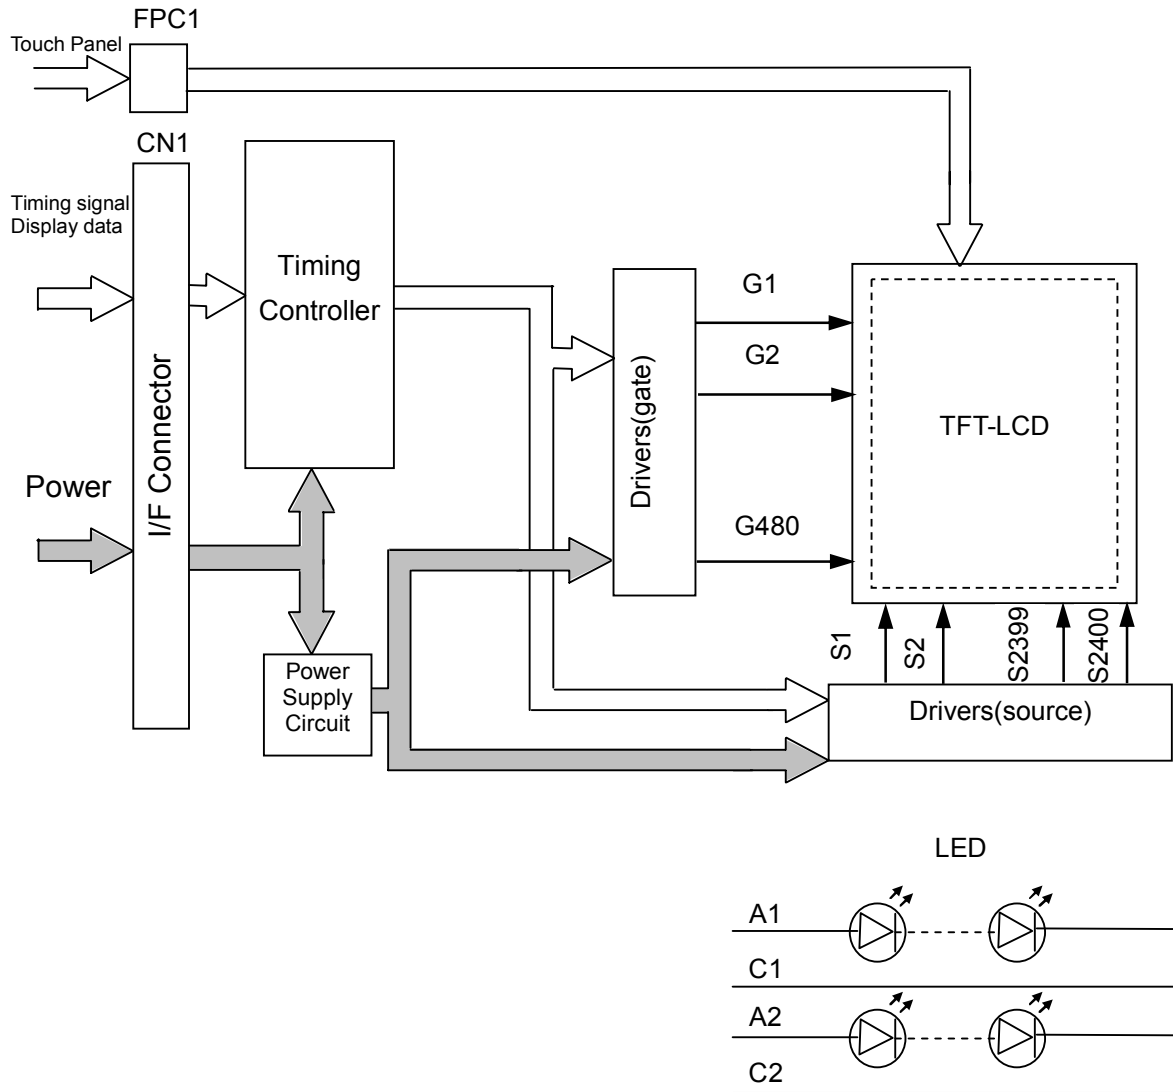 FPC1
Touch Panel
CN1
Timing signal
Display data
Timing
Controller
I/F Connector
Power
Drivers(gate)
G1
G2
G480
TFT-LCD
S1
S2
S2399
S2400
Power
Supply
Circuit
Drivers(source)
LED
A1
C1
A2
C2